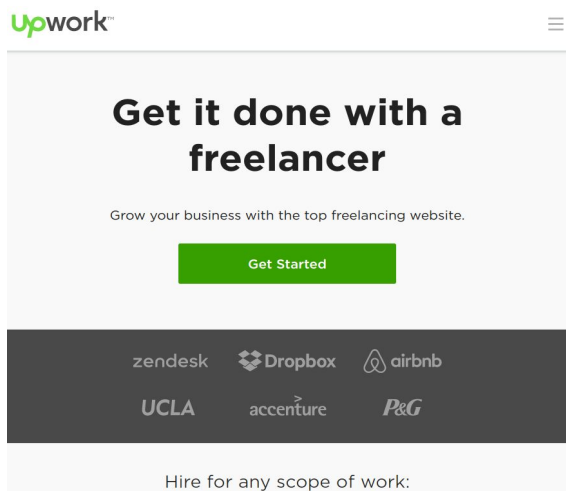 Upwork™
Get it done with a
freelancer
Grow your business with the top freelancing website.
Get Started
zendesk Dropbox airbnb
UCLA accenture P&G
Hire for any scope of work: